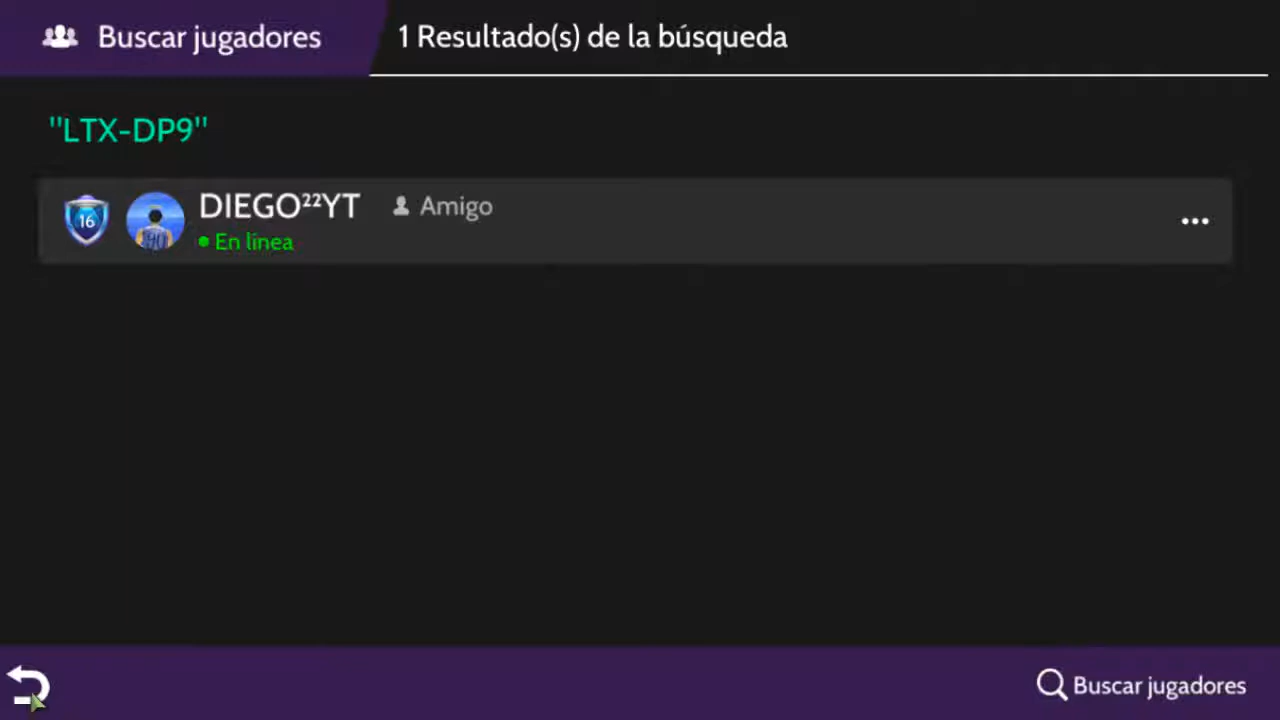 Buscar jugadores
1 Resultado(s) de la búsqueda
"LTX-DP9"
16
DIEGO²²YT
Amigo
En línea
Buscar jugadores